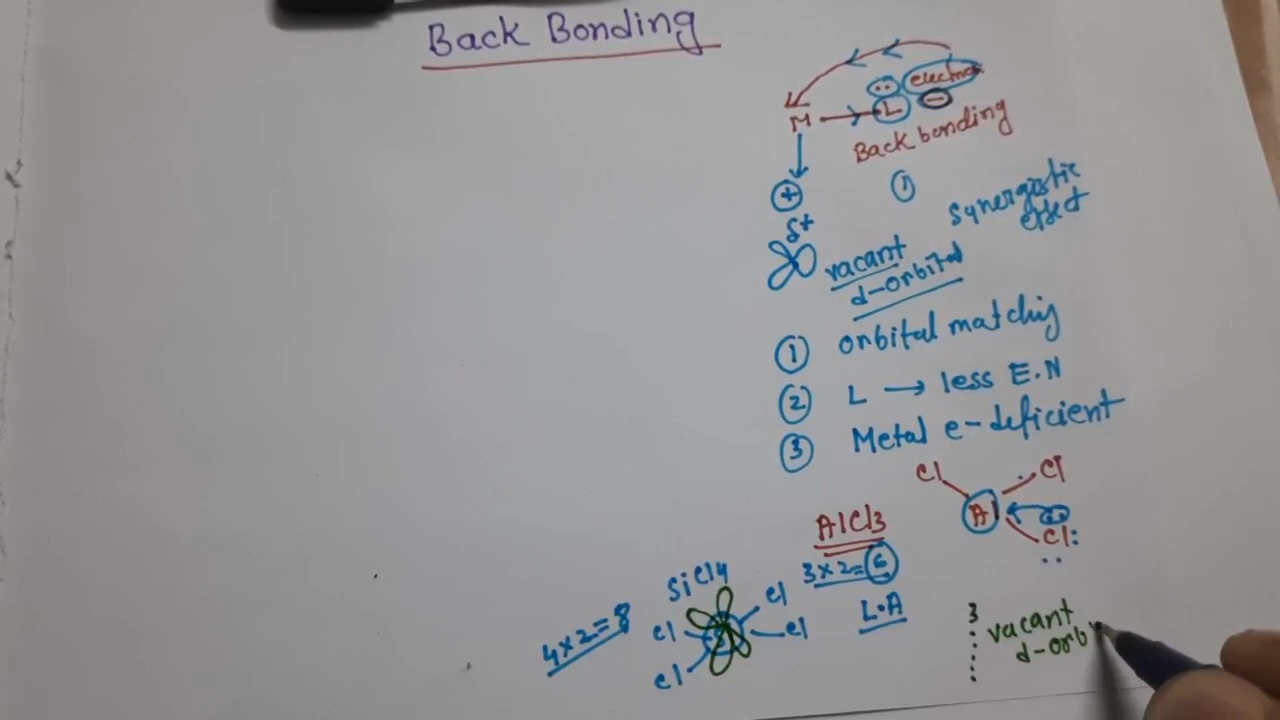 Back Bonding
M → L electron
Back bonding
+
①
δ+
Synergistic
effect
vacant
d-orbital
① orbital matchig
② L → less E.N
③ Metal e-deficient
Cl Cl
Al
Cl:
AlCl3
3×2=6
L.A
SiCl4
4×2=8
Cl
Cl Cl
Cl
3 vacant
d-orb